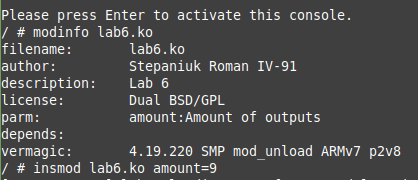 Please press Enter to activate this console.
/ # modinfo lab6.ko
filename:       lab6.ko
author:         Stepaniuk Roman IV-91
description:    Lab 6
license:        Dual BSD/GPL
parm:           amount:Amount of outputs
depends:
vermagic:       4.19.220 SMP mod_unload ARMv7 p2v8
/ # insmod lab6.ko amount=9